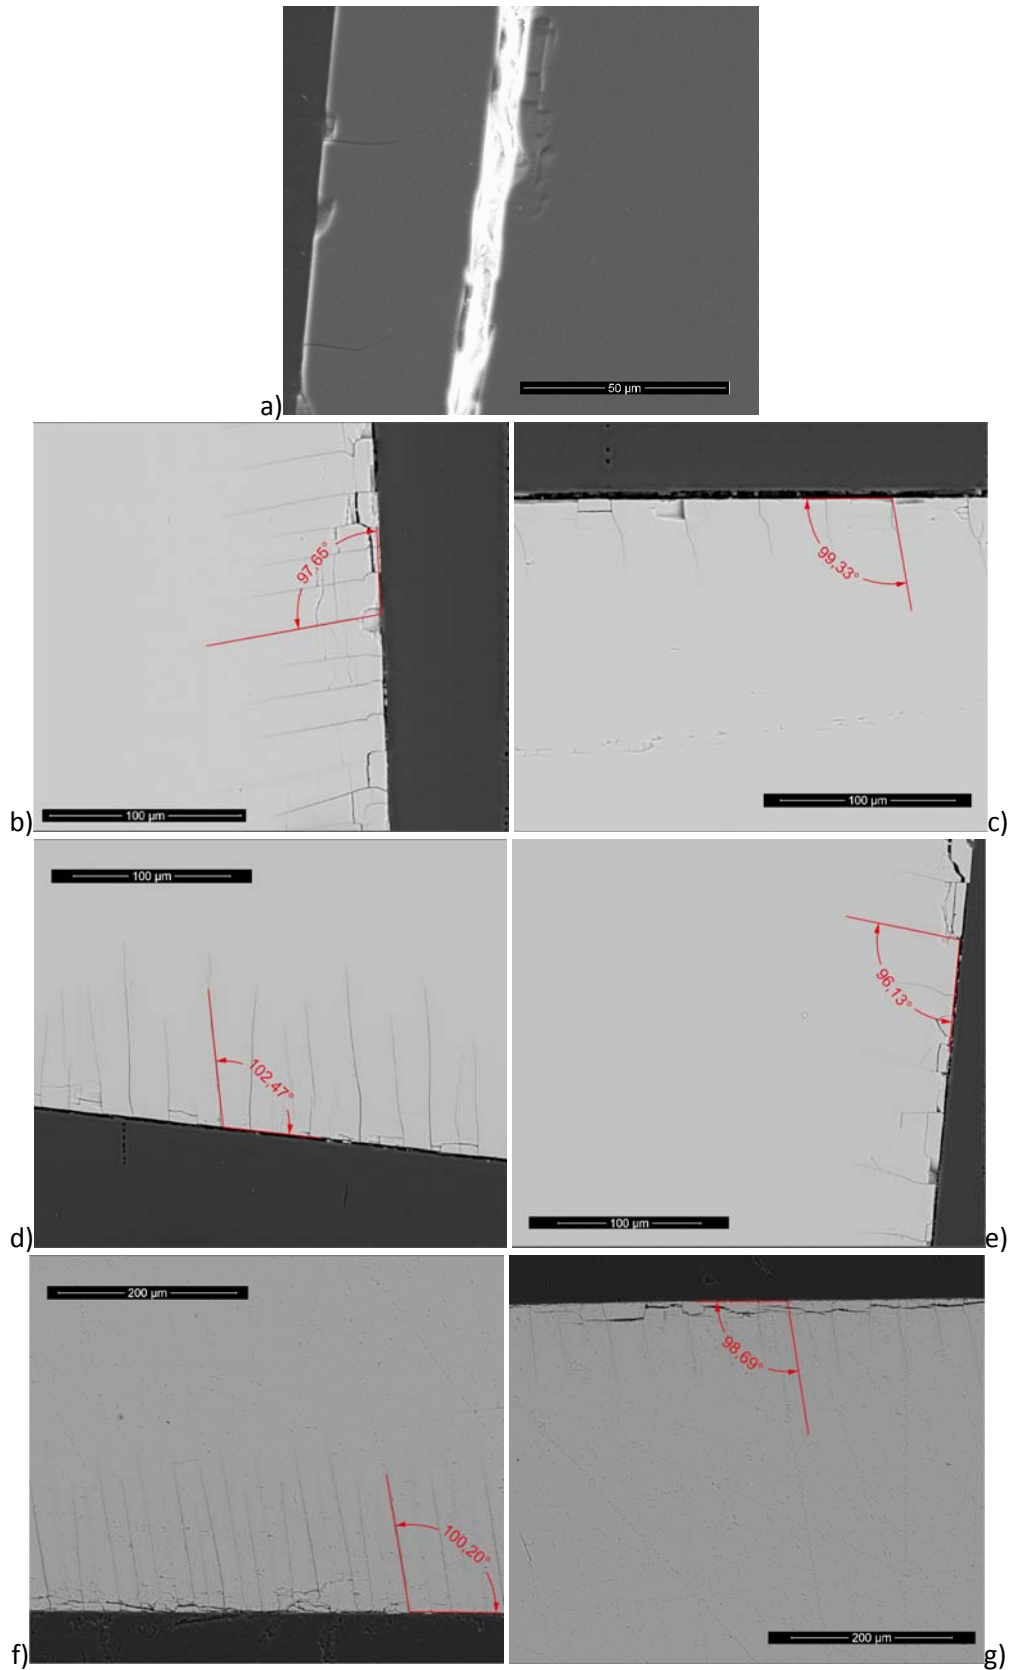 50 µm
a)
97,65°
100 µm
b)
99,33°
100 µm
c)
100 µm
102,47°
d)
96,13°
100 µm
e)
200 µm
100,20°
f)
98,69°
200 µm
g)